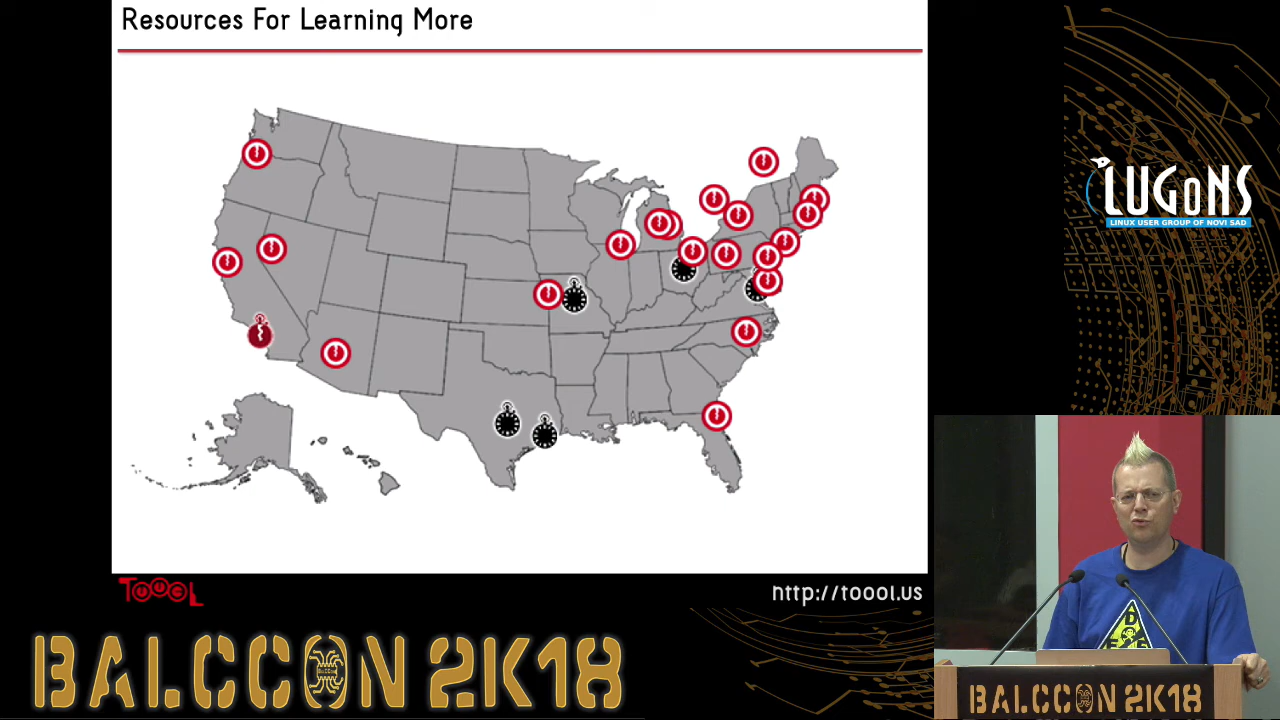 Resources For Learning More
LUGoNS
LINUX USER GROUP OF NOVI SAD
TOOOL
http://toool.us
BALCCON 2K18
BALCCON 2K18